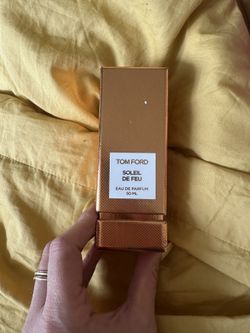 TOM FORD
SOLEIL
DE FEU
EAU DE PARFUM
50 ML